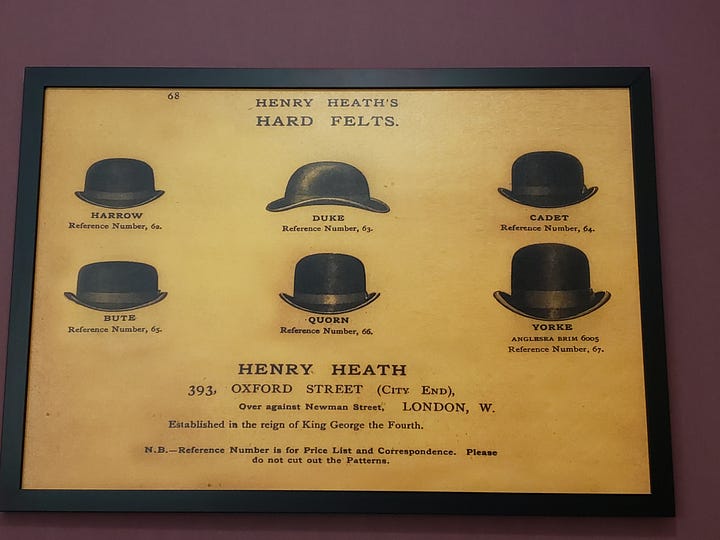 68
HENRY HEATH'S
HARD FELTS.
HARROW
Reference Number, 62.
DUKE
Reference Number, 63.
CADET
Reference Number, 64.
BUTE
Reference Number, 65.
QUORN
Reference Number, 66.
YORKE
ANGLESEA BRIM 6005
Reference Number, 67.
HENRY HEATH
393, OXFORD STREET (City End),
Over against Newman Street, LONDON, W.
Established in the reign of King George the Fourth.
N.B.—Reference Number is for Price List and Correspondence. Please
do not cut out the Patterns.